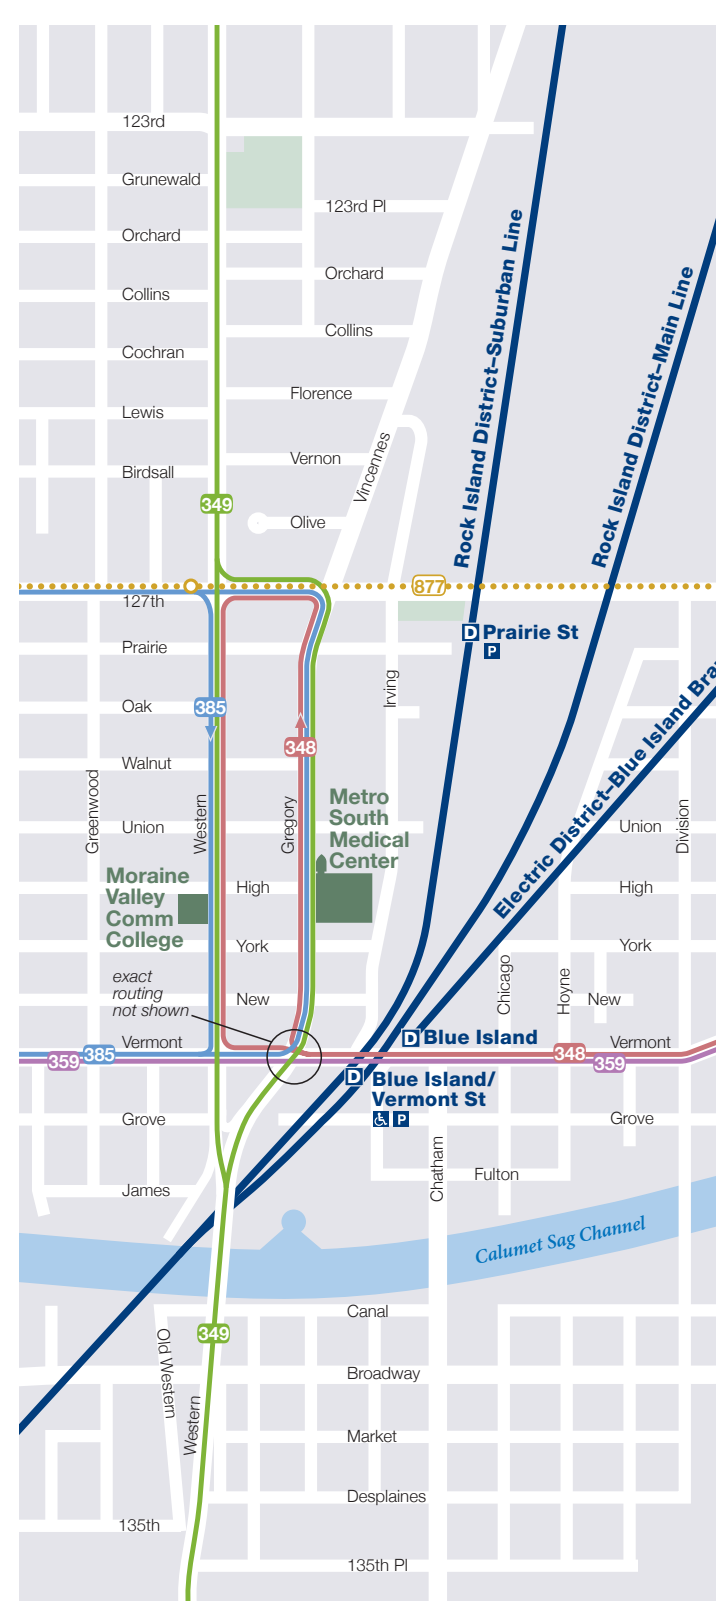 123rd
Grunewald
123rd Pl
Orchard
Orchard
Collins
Collins
Cochran
Florence
Lewis
Vernon
Birdsall
Vincennes
Rock Island District–Suburban Line
Rock Island District–Main Line
349
Olive
877
127th
D Prairie St
P
Prairie
Irving
Oak
385
348
Walnut
Electric District–Blue Island Bra
Greenwood
Western
Gregory
Metro
South
Medical
Center
Union
Union
Division
Moraine
Valley
Comm
College
High
High
York
York
exact
routing
not shown
New
Chicago
Hoyne
New
D Blue Island
Vermont
Vermont
359
385
348
359
D Blue Island/
Vermont St
P
Grove
Grove
Chatham
Fulton
James
Calumet Sag Channel
Canal
349
Old Western
Broadway
Western
Market
Desplaines
135th
135th Pl